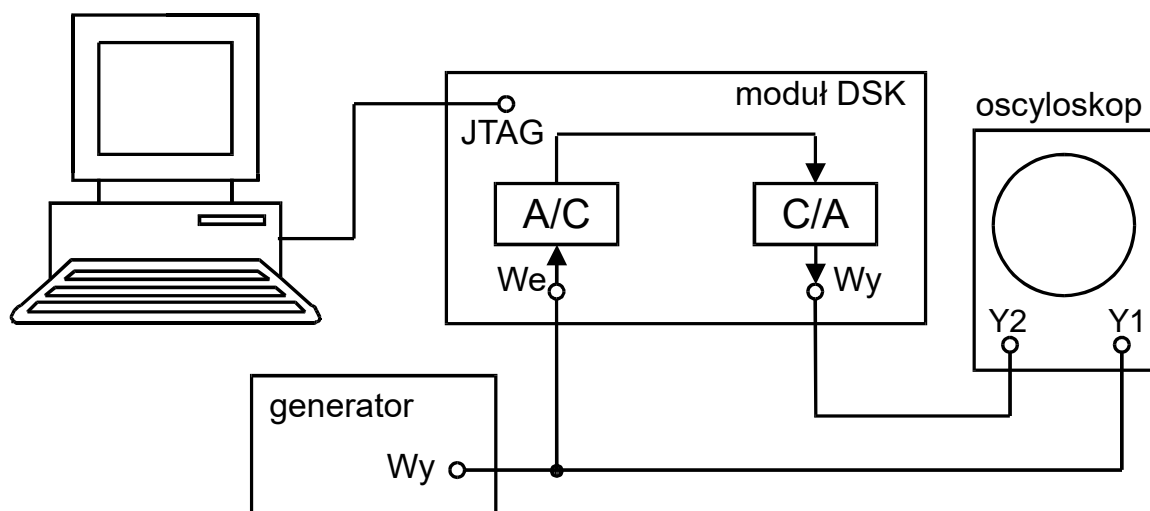 moduł DSK
oscyloskop
JTAG
A/C
C/A
We
Wy
Y2
Y1
generator
Wy